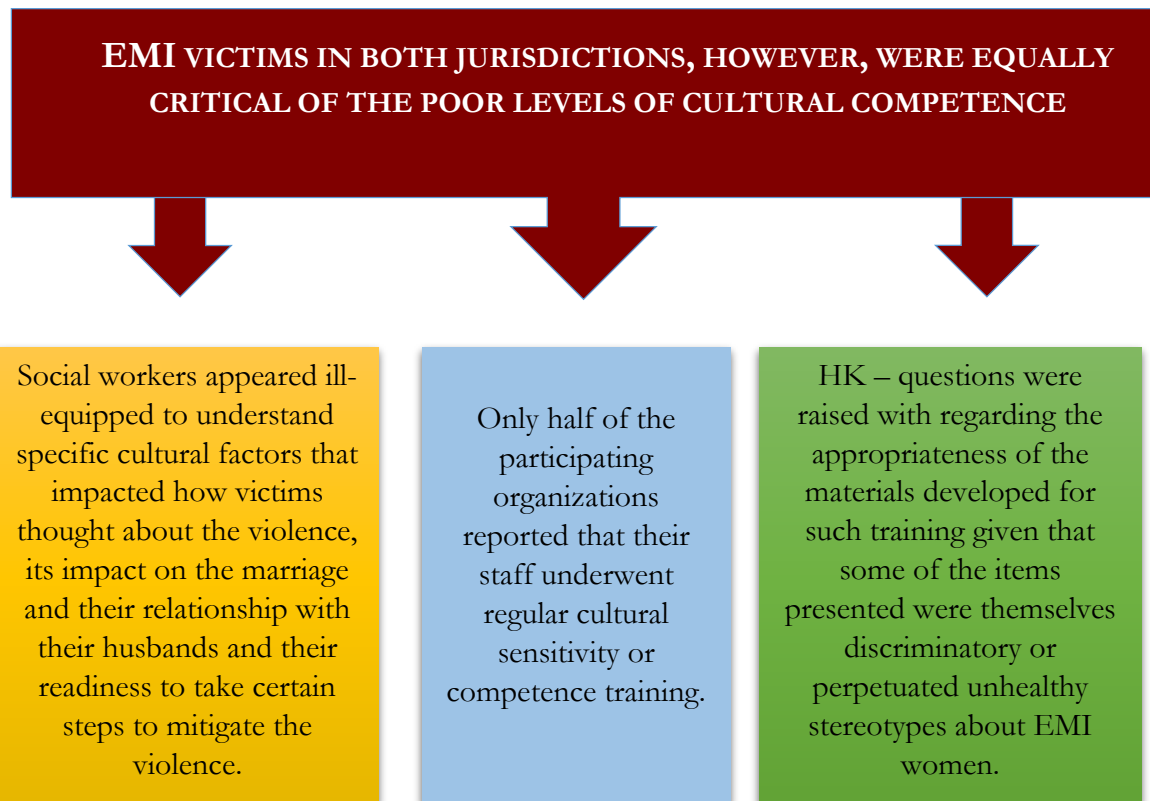 EMI VICTIMS IN BOTH JURISDICTIONS, HOWEVER, WERE EQUALLY
CRITICAL OF THE POOR LEVELS OF CULTURAL COMPETENCE
Social workers appeared ill-
equipped to understand
specific cultural factors that
impacted how victims
thought about the violence,
its impact on the marriage
and their relationship with
their husbands and their
readiness to take certain
steps to mitigate the
violence.
Only half of the
participating
organizations
reported that their
staff underwent
regular cultural
sensitivity or
competence training.
HK – questions were
raised with regarding the
appropriateness of the
materials developed for
such training given that
some of the items
presented were themselves
discriminatory or
perpetuated unhealthy
stereotypes about EMI
women.